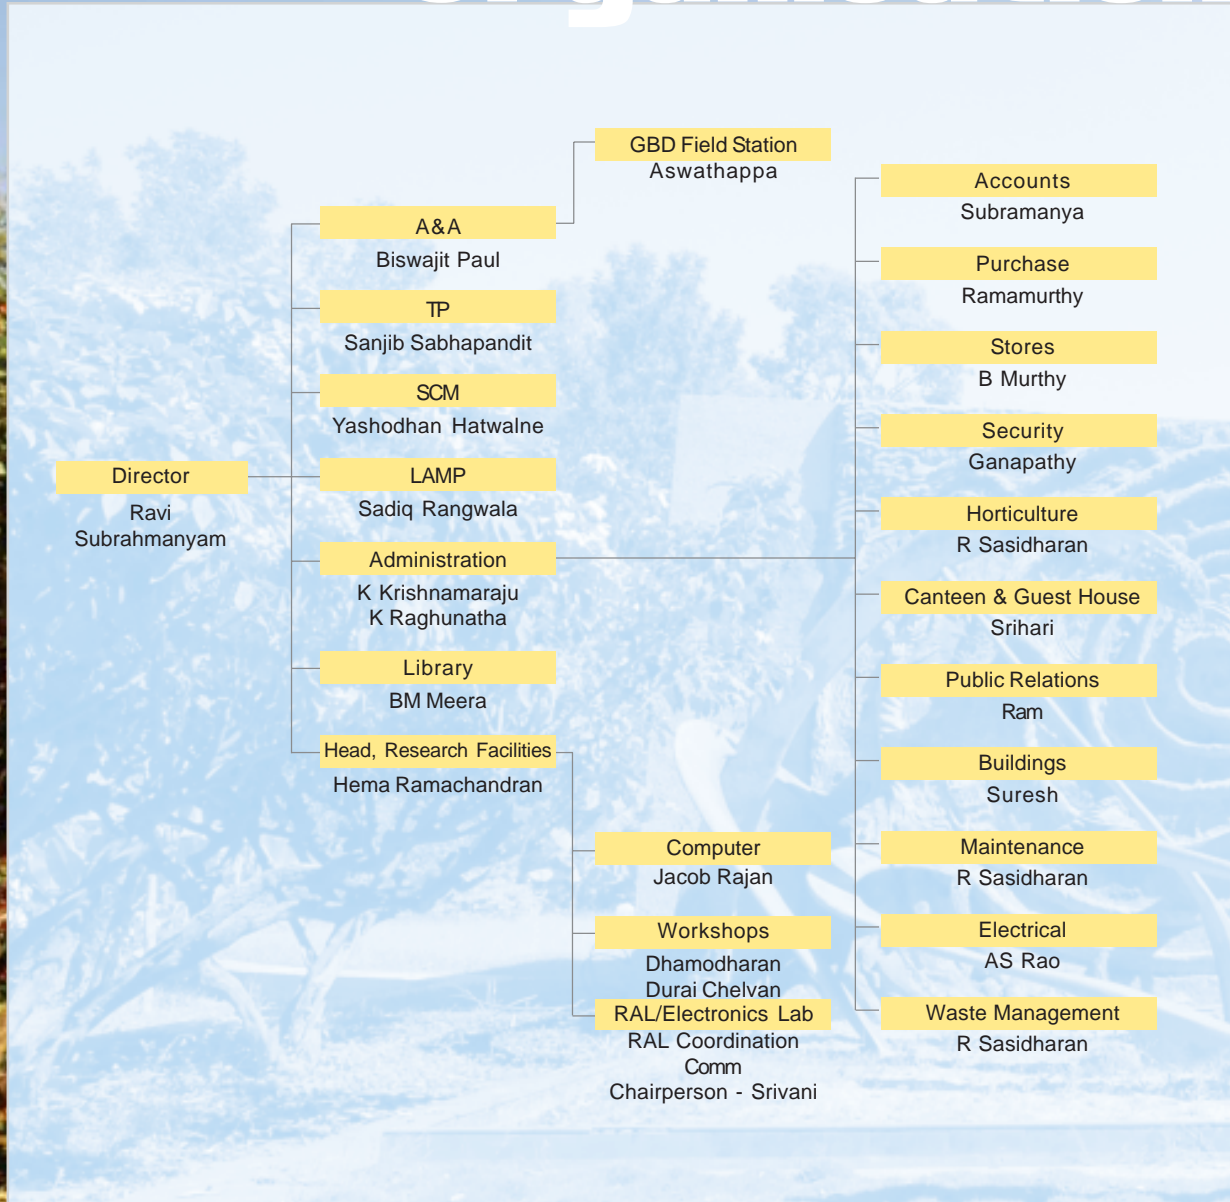 Director
Ravi
Subrahmanyam
A&A
Biswajit Paul
TP
Sanjib Sabhapandit
SCM
Yashodhan Hatwalne
LAMP
Sadiq Rangwala
Administration
K Krishnamaraju
K Raghunatha
Library
BM Meera
Head, Research Facilities
Hema Ramachandran
GBD Field Station
Aswathappa
Computer
Jacob Rajan
Workshops
Dhamodharan
Durai Chelvan
RAL/Electronics Lab
RAL Coordination
Comm
Chairperson - Srivani
Accounts
Subramanya
Purchase
Ramamurthy
Stores
B Murthy
Security
Ganapathy
Horticulture
R Sasidharan
Canteen & Guest House
Srihari
Public Relations
Ram
Buildings
Suresh
Maintenance
R Sasidharan
Electrical
AS Rao
Waste Management
R Sasidharan